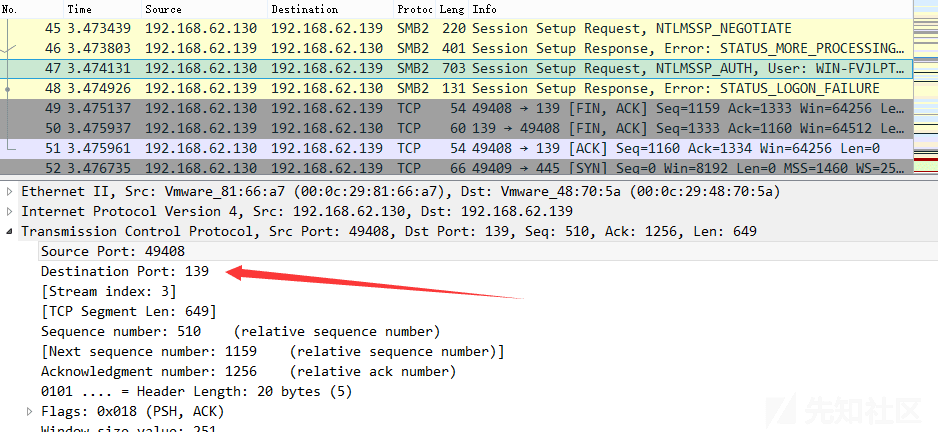 No. Time Source Destination Protoc Leng Info
45 3.473439 192.168.62.130 192.168.62.139 SMB2 220 Session Setup Request, NTLMSSP_NEGOTIATE
46 3.473803 192.168.62.139 192.168.62.130 SMB2 401 Session Setup Response, Error: STATUS_MORE_PROCESSING…
47 3.474131 192.168.62.130 192.168.62.139 SMB2 703 Session Setup Request, NTLMSSP_AUTH, User: WIN-FVJLPT…
48 3.474926 192.168.62.139 192.168.62.130 SMB2 131 Session Setup Response, Error: STATUS_LOGON_FAILURE
49 3.475137 192.168.62.130 192.168.62.139 TCP 54 49408 → 139 [FIN, ACK] Seq=1159 Ack=1333 Win=64256 Le…
50 3.475937 192.168.62.139 192.168.62.130 TCP 60 139 → 49408 [FIN, ACK] Seq=1333 Ack=1160 Win=64512 Le…
51 3.475961 192.168.62.130 192.168.62.139 TCP 54 49408 → 139 [ACK] Seq=1160 Ack=1334 Win=64256 Len=0
52 3.476735 192.168.62.130 192.168.62.139 TCP 66 49409 → 445 [SYN] Seq=0 Win=8192 Len=0 MSS=1460 WS=25…
Ethernet II, Src: Vmware_81:66:a7 (00:0c:29:81:66:a7), Dst: Vmware_48:70:5a (00:0c:29:48:70:5a)
Internet Protocol Version 4, Src: 192.168.62.130, Dst: 192.168.62.139
Transmission Control Protocol, Src Port: 49408, Dst Port: 139, Seq: 510, Ack: 1256, Len: 649
Source Port: 49408
Destination Port: 139
[Stream index: 3]
[TCP Segment Len: 649]
Sequence number: 510 (relative sequence number)
[Next sequence number: 1159 (relative sequence number)]
Acknowledgment number: 1256 (relative ack number)
0101 .... = Header Length: 20 bytes (5)
Flags: 0x018 (PSH, ACK)
Window size value: 251
先知社区